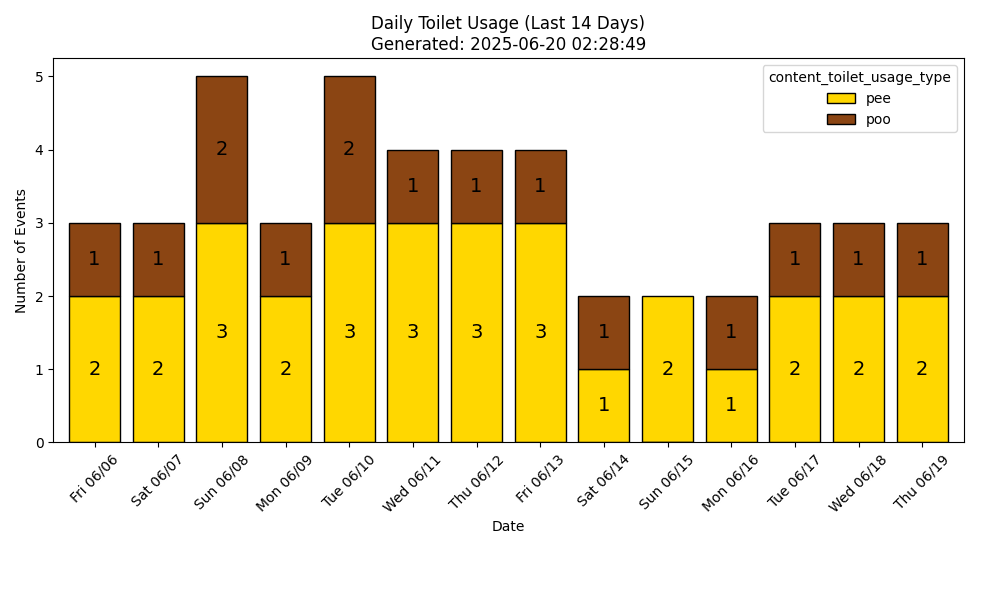 Daily Toilet Usage (Last 14 Days)
Generated: 2025-06-20 02:28:49
content_toilet_usage_type
pee
poo
Number of Events
5
4
3
2
1
0
2 2 1 1 1
1 1 1 1 1 1 1 1
3 3 3 3 3 1 1
2 2 2 2 2 2 2
1 1
Fri 06/06 Sat 06/07 Sun 06/08 Mon 06/09 Tue 06/10 Wed 06/11 Thu 06/12 Fri 06/13 Sat 06/14 Sun 06/15 Mon 06/16 Tue 06/17 Wed 06/18 Thu 06/19
Date